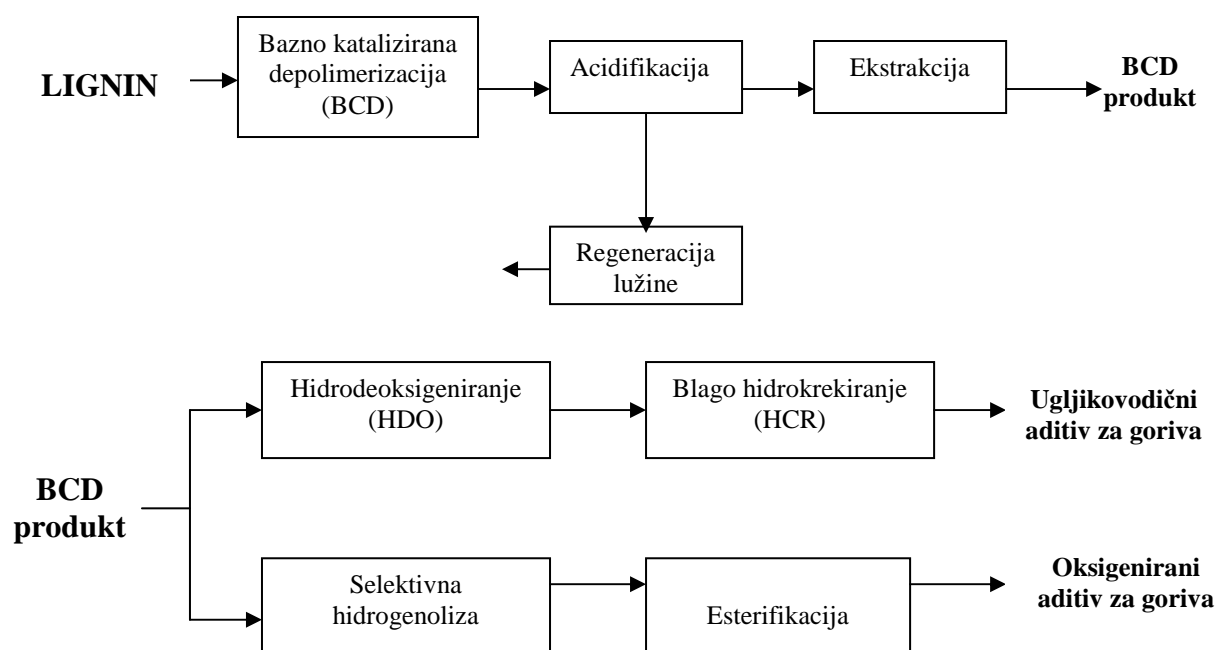 LIGNIN
Bazno katalizirana
depolimerizacija
(BCD)
Acidifikacija
Ekstrakcija
BCD
produkt
Regeneracija
lužine
BCD
produkt
Hidrodeoksigeniranje
(HDO)
Blago hidrokrekiranje
(HCR)
Ugljikovodični
aditiv za goriva
Selektivna
hidrogenoliza
Esterifikacija
Oksigenirani
aditiv za goriva